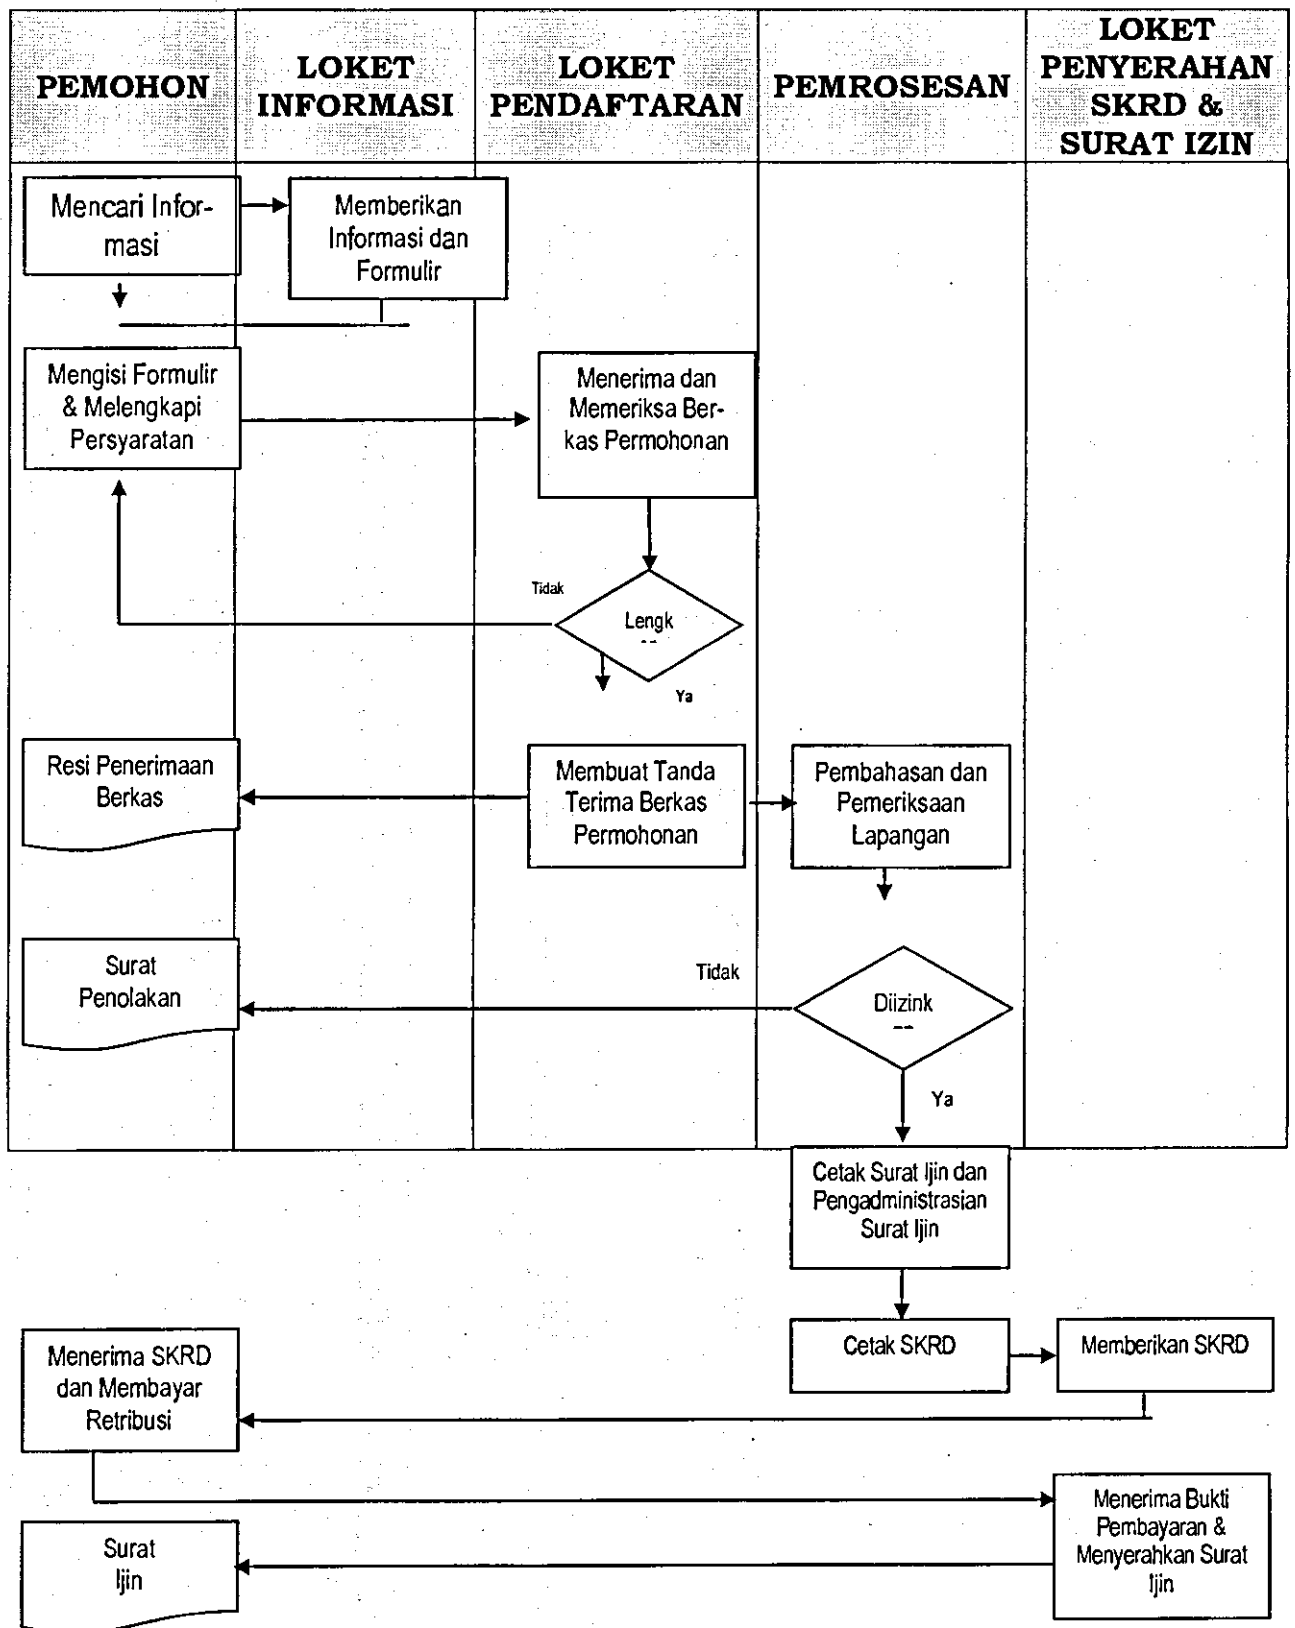 PEMOHON
LOKET
INFORMASI
LOKET
PENDAFTARAN
PEMROSESAN
LOKET
PENYERAHAN
SKRD &
SURAT IZIN
Mencari Infor-
masi
Memberikan
Informasi dan
Formulir
Mengisi Formulir
& Melengkapi
Persyaratan
Menerima dan
Memeriksa Ber-
kas Permohonan
Tidak
Lengk
Ya
Resi Penerimaan
Berkas
Membuat Tanda
Terima Berkas
Permohonan
Pembahasan dan
Pemeriksaan
Lapangan
Surat
Penolakan
Tidak
Diizink
Ya
Cetak Surat Ijin dan
Pengadministrasian
Surat Ijin
Cetak SKRD
Memberikan SKRD
Menerima SKRD
dan Membayar
Retribusi
Menerima Bukti
Pembayaran &
Menyerahkan Surat
Ijin
Surat
Ijin